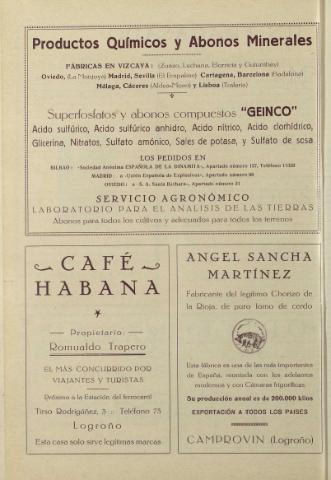 Productos Químicos y Abonos Minerales
FÁBRICAS EN VIZCAYA: (Zuazo, Luchana, Elorrieta y Guturribay)
Oviedo, (La Manjoya) Madrid, Sevilla (El Empalme) Cartagena, Barcelona (Badalona)
Málaga, Cáceres (Aldea-Moret) y Lisboa (Trafaria)
Superfosfatos y abonos compuestos "GEINCO"
Acido sulfúrico, Acido sulfúrico anhidro, Acido nítrico, Acido clorhídrico,
Glicerina, Nitratos, Sulfato amónico, Sales de potasa, y Sulfato de sosa
LOS PEDIDOS EN
BILBAO: «Sociedad Anónima ESPAÑOLA DE LA DINAMITA», Apartado número 157, Teléfono
MADRID: a «Unión Española de Explosivos», Apartado número 66
OVIEDO: a «S. A. Santa Bárbara», Apartado número 31
SERVICIO AGRONÓMICO
LABORATORIO PARA EL ANALISIS DE LAS TIERRAS
Abonos para todos los cultivos y adecuados para todos los terrenos
CAFÉ
HABANA
Propietario:
Romualdo Trapero
EL MÁS CONCURRIDO POR
VIAJANTES Y TURISTAS
Próximo a la Estación del ferrocarril
Tirso Rodrigáñez, 3 :: Teléfono 75
Logroño
Esta casa solo sirve legítimas marcas
ANGEL SANCHA
MARTÍNEZ
Fabricante del legítimo Chorizo de
la Rioja, de puro lomo de cerdo
Esta fábrica es una de las más importantes
de España, montada con los adelantos
modernos y con Cámaras frigoríficas
Su producción anual es de 200.000 kilos
EXPORTACIÓN A TODOS LOS PAISES
CAMPROVIN (Logroño)